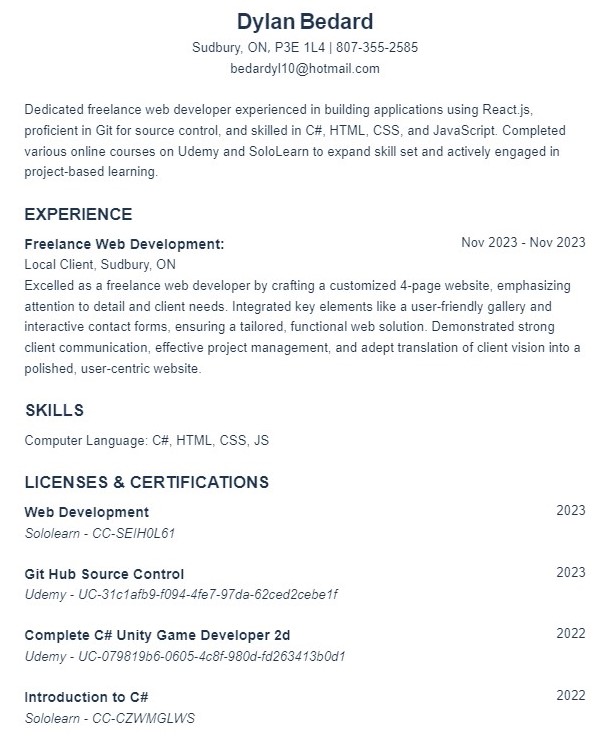 Dylan Bedard
Sudbury, ON, P3E 1L4 | 807-355-2585
bedardyl10@hotmail.com
Dedicated freelance web developer experienced in building applications using React.js,
proficient in Git for source control, and skilled in C#, HTML, CSS, and JavaScript. Completed
various online courses on Udemy and SoloLearn to expand skill set and actively engaged in
project-based learning.
EXPERIENCE
Freelance Web Development: Nov 2023 - Nov 2023
Local Client, Sudbury, ON
Excelled as a freelance web developer by crafting a customized 4-page website, emphasizing
attention to detail and client needs. Integrated key elements like a user-friendly gallery and
interactive contact forms, ensuring a tailored, functional web solution. Demonstrated strong
client communication, effective project management, and adept translation of client vision into a
polished, user-centric website.
SKILLS
Computer Language: C#, HTML, CSS, JS
LICENSES & CERTIFICATIONS
Web Development 2023
Sololearn - CC-SEIH0L61
Git Hub Source Control 2023
Udemy - UC-31c1afb9-f094-4fe7-97da-62ced2cebe1f
Complete C# Unity Game Developer 2d 2022
Udemy - UC-079819b6-0605-4c8f-980d-fd263413b0d1
Introduction to C# 2022
Sololearn - CC-CZWMGLWS